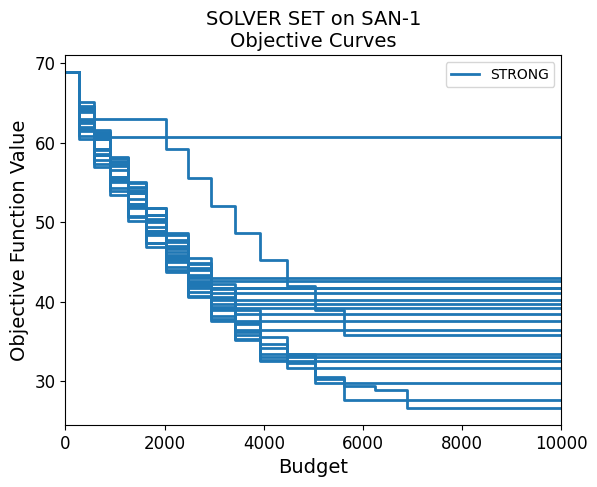 SOLVER SET on SAN-1
Objective Curves
STRONG
Objective Function Value
70
60
50
40
30
0 2000 4000 6000 8000 10000
Budget